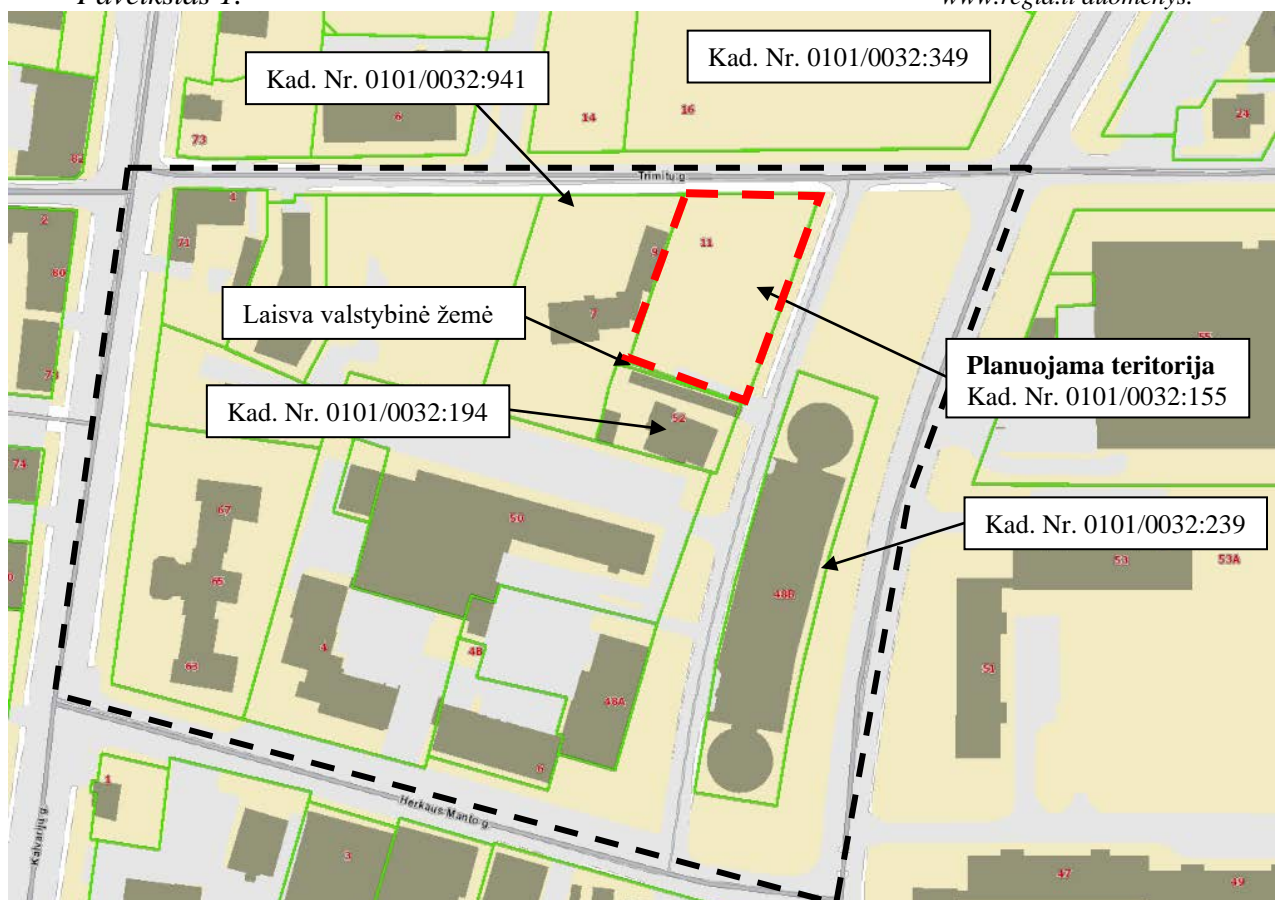 Paveikslas 1.
www.regia.lt duomenys.
Kad. Nr. 0101/0032:349
Kad. Nr. 0101/0032:941
14
16
6
73
24
82
Trimitų g.
2
4
71
80
9
11
7
55
Laisva valstybinė žemė
Planuojama teritorija
Kad. Nr. 0101/0032:155
Kad. Nr. 0101/0032:194
52
74
67
50
Kad. Nr. 0101/0032:239
53
53A
65
48B
63
4
4B
51
48A
6
1
Herkaus Manto g.
Kalvarijų g.
3
47
49